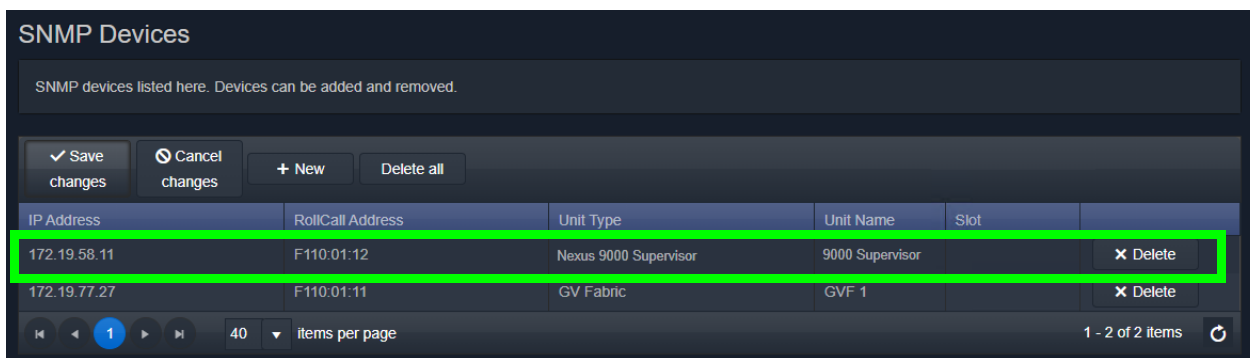 SNMP Devices
SNMP devices listed here. Devices can be added and removed.
Save changes Cancel changes + New Delete all
IP Address RollCall Address Unit Type Unit Name Slot
172.19.58.11 F110:01:12 Nexus 9000 Supervisor 9000 Supervisor Delete
172.19.77.27 F110:01:11 GV Fabric GVF 1 Delete
1 40 items per page 1 - 2 of 2 items